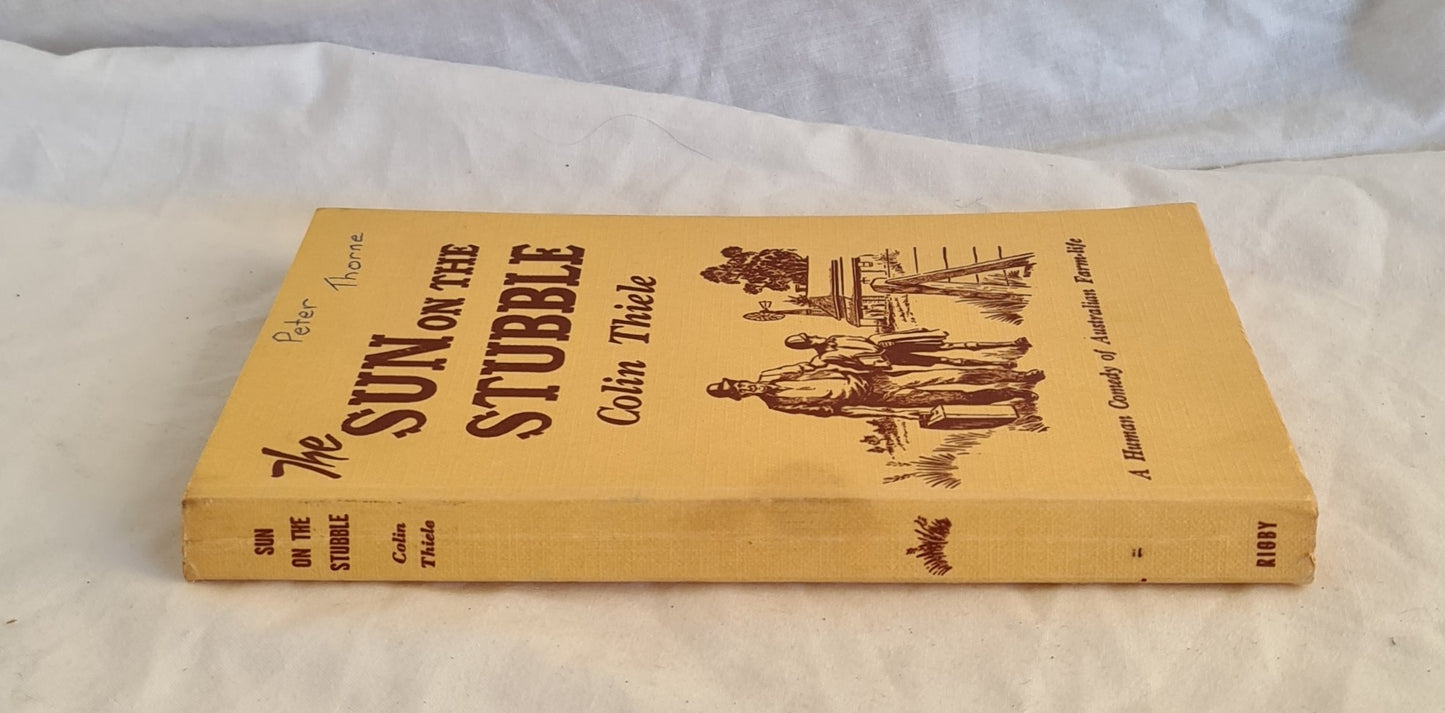 Peter Thorne
The
SUN ON THE
STUBBLE
Colin Thiele
A Human Comedy of Australian Farm-life
SUN
ON THE
STUBBLE
Colin
Thiele
RIGBY